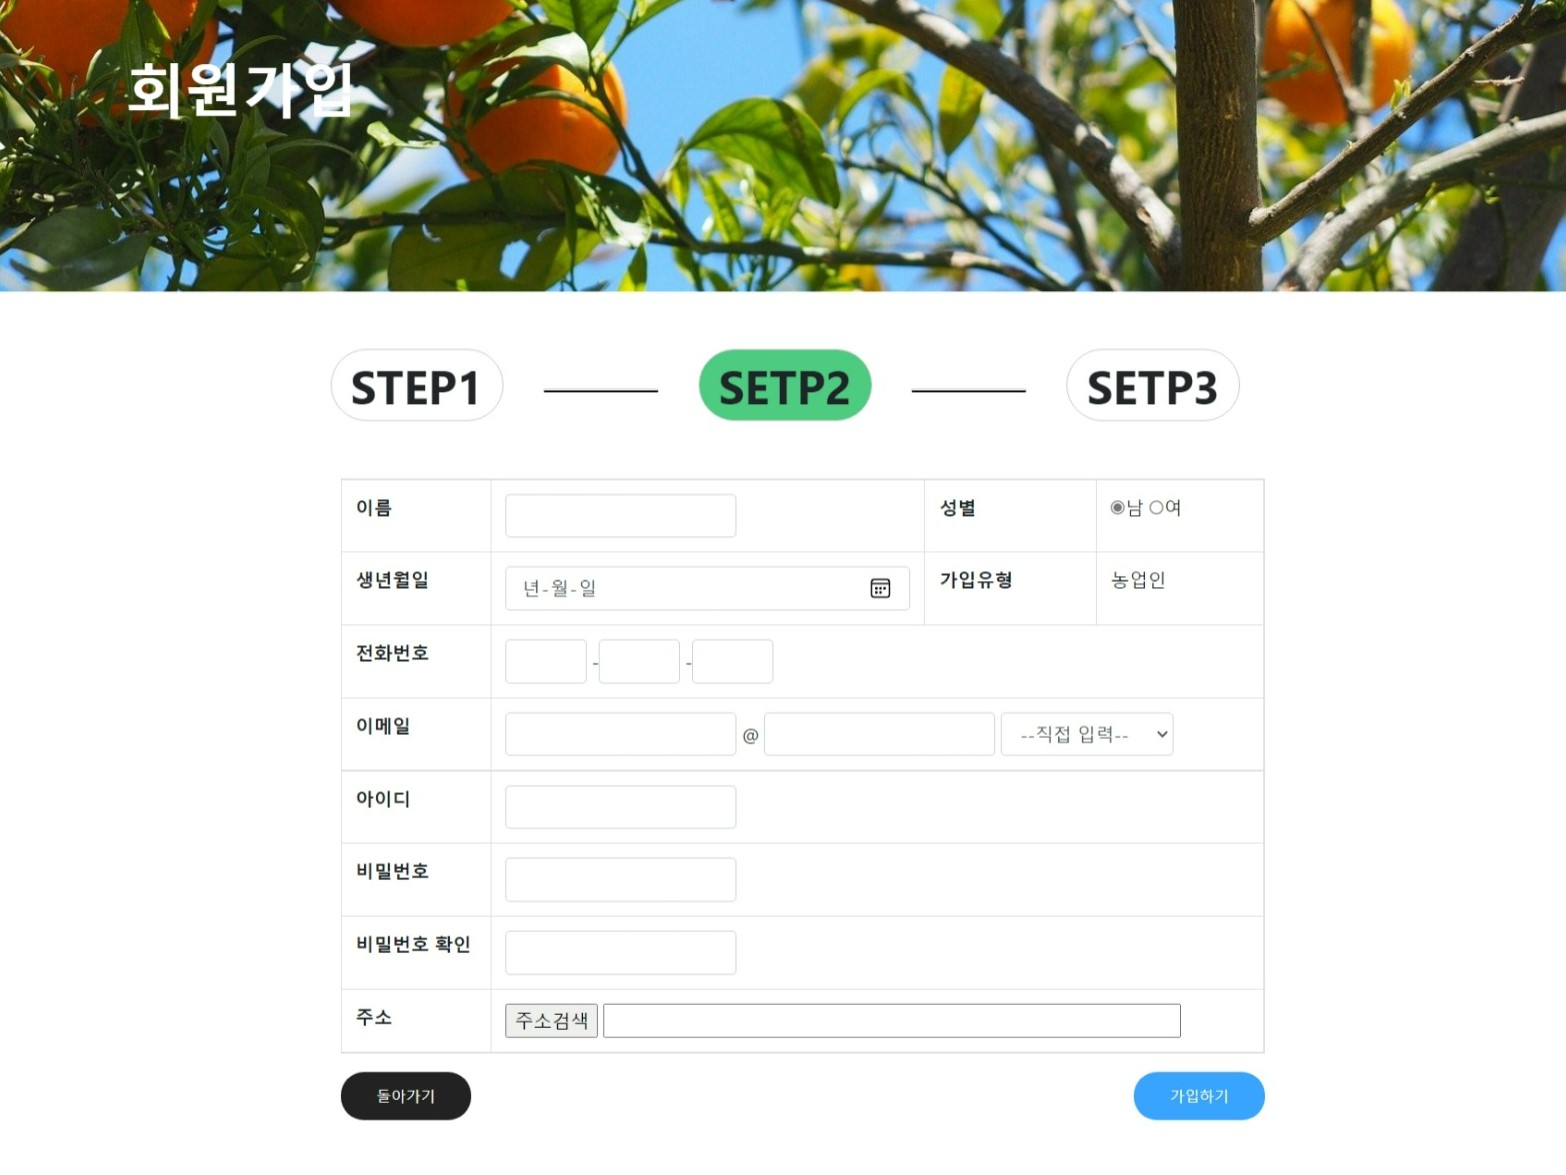 회원가입
STEP1 SETP2 SETP3
이름 성별 남 여
생년월일 년-월-일 가입유형 농업인
전화번호 - -
이메일 @ --직접 입력--
아이디
비밀번호
비밀번호 확인
주소 주소검색
돌아가기 가입하기